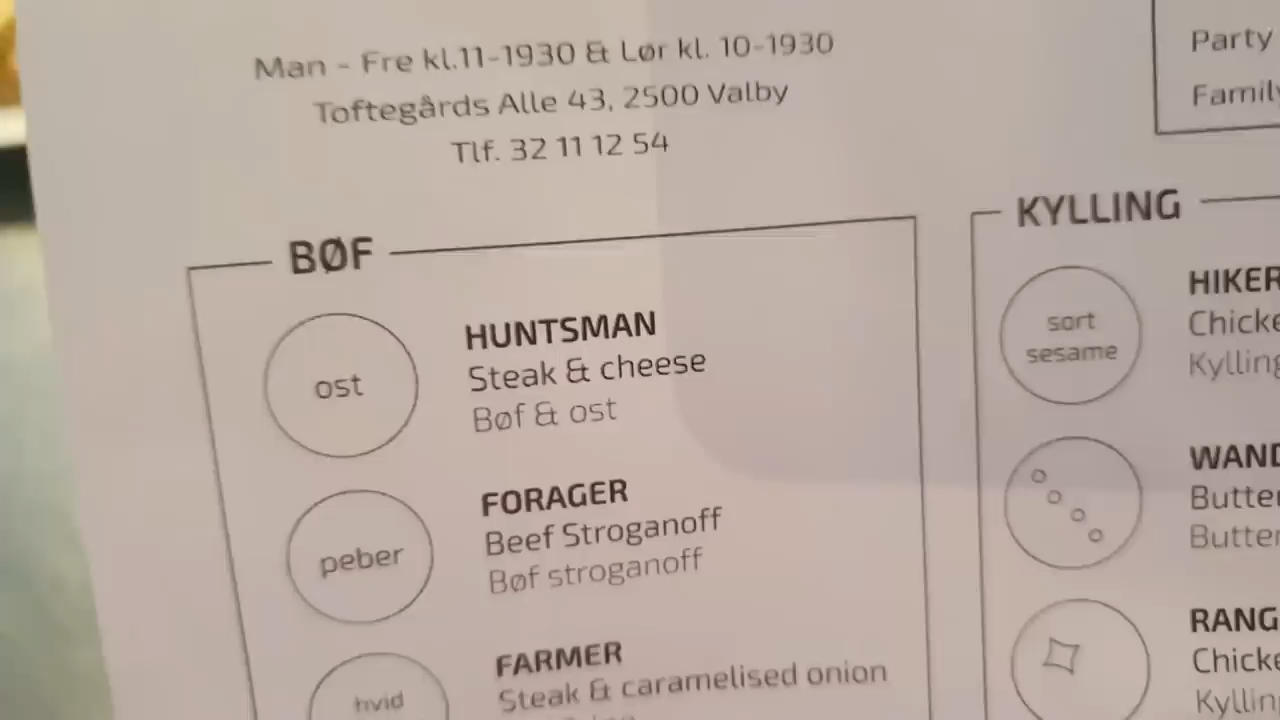 Man - Fre kl.11-1930 & Lør kl. 10-1930
Toftegårds Alle 43, 2500 Valby
Tlf. 32 11 12 54
Party
BØF
ost
HUNTSMAN
Steak & cheese
Bøf & ost
peber
FORAGER
Beef Stroganoff
Bøf stroganoff
hvid
FARMER
Steak & caramelised onion
KYLLING
sort
sesame
HIKER